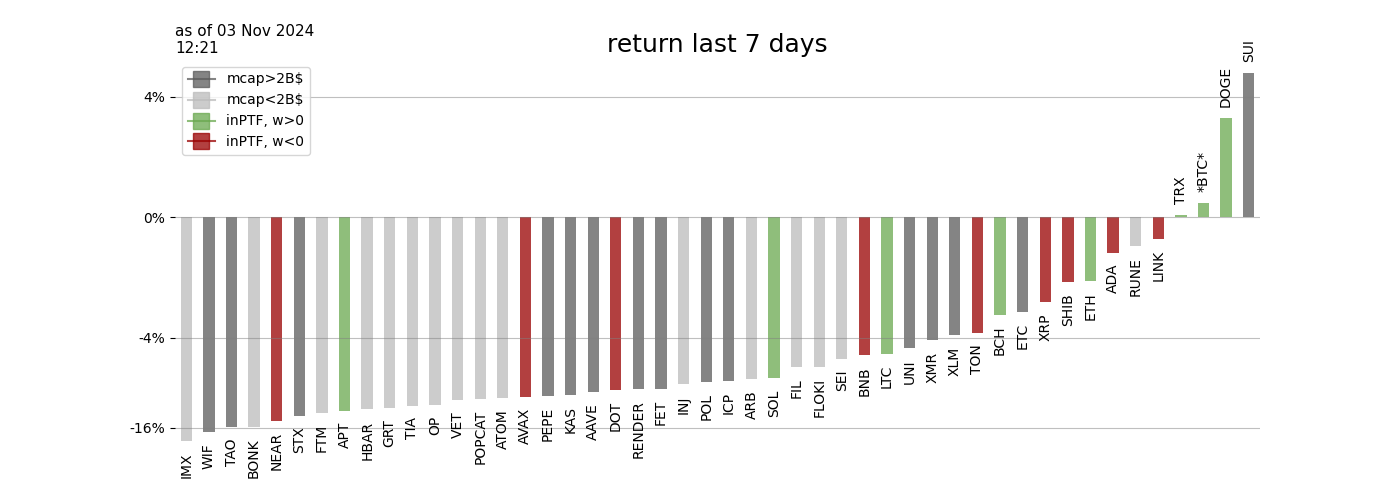 as of 03 Nov 2024
12:21
return last 7 days
mcap>2B$
mcap<2B$
inPTF, w>0
inPTF, w<0
4%
0%
-4%
-16%
IMX
WIF
TAO
BONK
NEAR
STX
FTM
APT
HBAR
GRT
TIA
OP
VET
POPCAT
ATOM
AVAX
PEPE
KAS
AAVE
DOT
RENDER
FET
INJ
POL
ICP
ARB
SOL
FIL
FLOKI
SEI
BNB
LTC
UNI
XMR
XLM
TON
BCH
ETC
XRP
SHIB
ETH
ADA
RUNE
LINK
TRX
*BTC*
DOGE
SUI